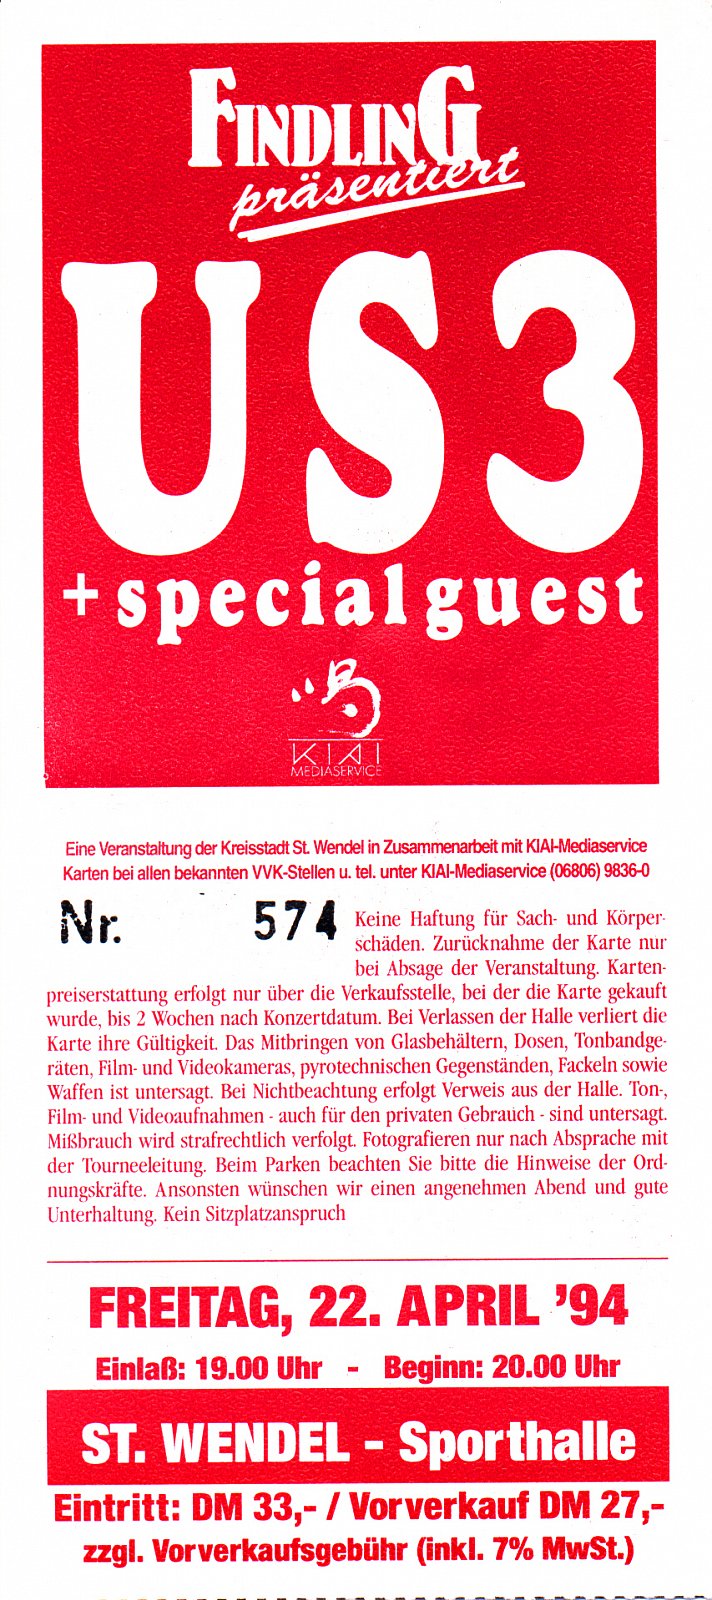 FINDLING
präsentiert
US3
+ special guest
KIAI
MEDIASERVICE
Eine Veranstaltung der Kreisstadt St. Wendel in Zusammenarbeit mit KIAI-Mediaservice
Karten bei allen bekannten VVK-Stellen u. tel. unter KIAI-Mediaservice (06806) 9836-0
Nr. 574
Keine Haftung für Sach- und Körper-
schäden. Zurücknahme der Karte nur
bei Absage der Veranstaltung. Karten-
preiserstattung erfolgt nur über die Verkaufsstelle, bei der die Karte gekauft
wurde, bis 2 Wochen nach Konzertdatum. Bei Verlassen der Halle verliert die
Karte ihre Gültigkeit. Das Mitbringen von Glasbehältern, Dosen, Tonbandge-
räten, Film- und Videokameras, pyrotechnischen Gegenständen, Fackeln sowie
Waffen ist untersagt. Bei Nichtbeachtung erfolgt Verweis aus der Halle. Ton-,
Film- und Videoaufnahmen - auch für den privaten Gebrauch - sind untersagt.
Mißbrauch wird strafrechtlich verfolgt. Fotografieren nur nach Absprache mit
der Tourneeleitung. Beim Parken beachten Sie bitte die Hinweise der Ord-
nungskräfte. Ansonsten wünschen wir einen angenehmen Abend und gute
Unterhaltung. Kein Sitzplatzanspruch
FREITAG, 22. APRIL '94
Einlaß: 19.00 Uhr - Beginn: 20.00 Uhr
ST. WENDEL - Sporthalle
Eintritt: DM 33,- / Vorverkauf DM 27,-
zzgl. Vorverkaufsgebühr (inkl. 7% MwSt.)